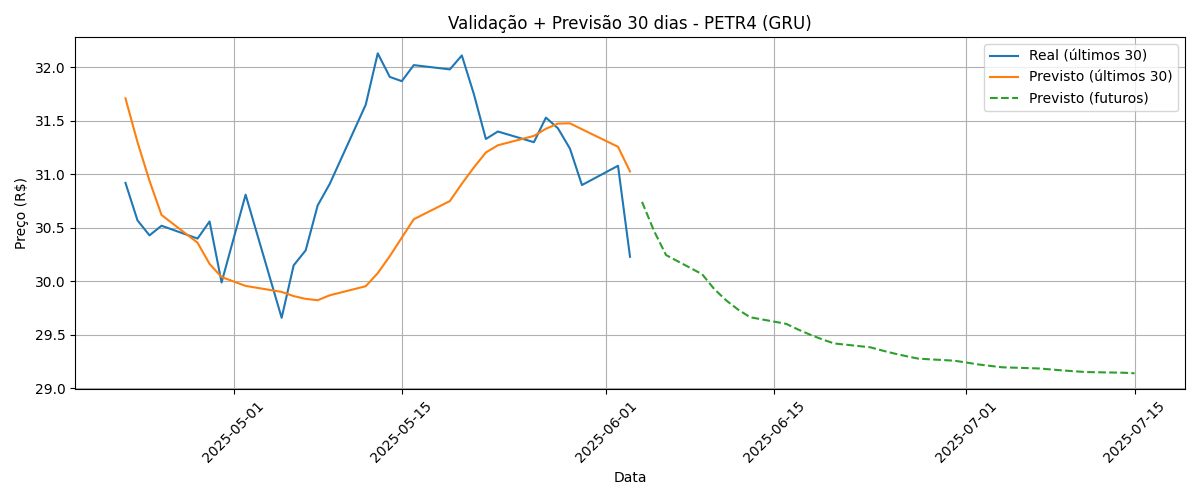 Validação + Previsão 30 dias - PETR4 (GRU)
Real (últimos 30)
Previsto (últimos 30)
Previsto (futuros)
Preço (R$)
32.0
31.5
31.0
30.5
30.0
29.5
29.0
2025-05-01
2025-05-15
2025-06-01
2025-06-15
2025-07-01
2025-07-15
Data